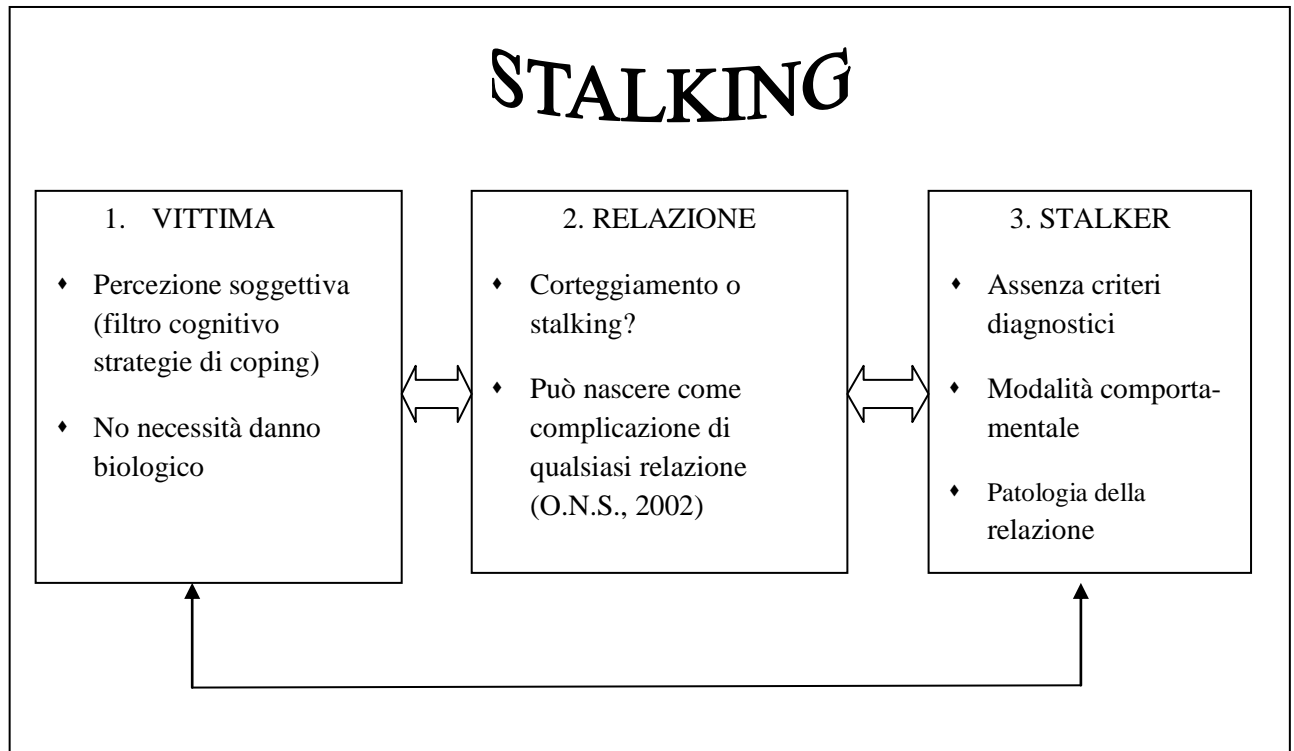 STALKING
1. VITTIMA
♦ Percezione soggettiva
(filtro cognitivo
strategie di coping)
♦ No necessità danno
biologico
2. RELAZIONE
♦ Corteggiamento o
stalking?
♦ Può nascere come
complicazione di
qualsiasi relazione
(O.N.S., 2002)
3. STALKER
♦ Assenza criteri
diagnostici
♦ Modalità comporta-
mentale
♦ Patologia della
relazione